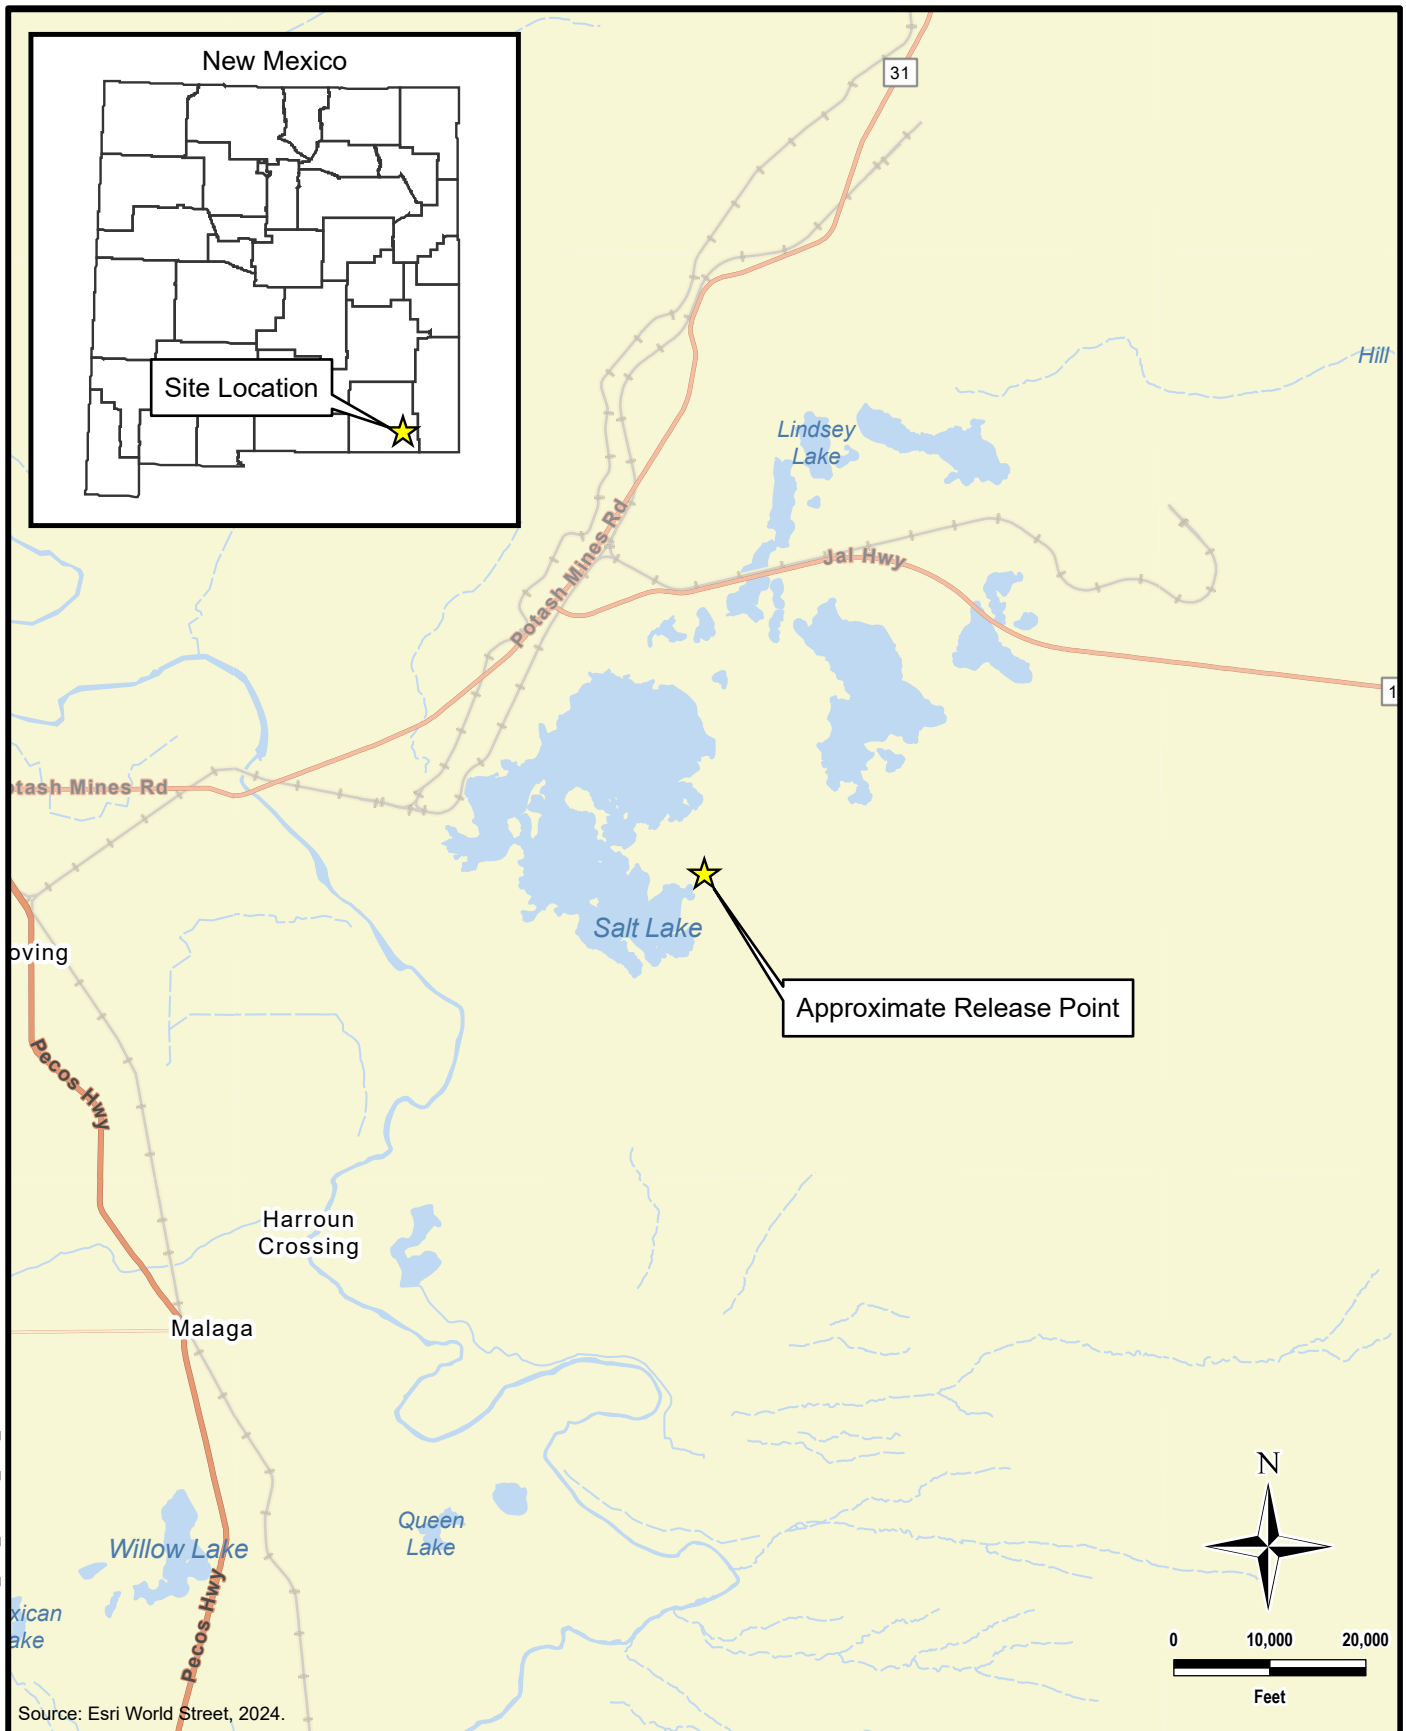 New Mexico
Site Location
31
Hill
Lindsey
Lake
Jal Hwy
Potash Mines Rd
1
otash Mines Rd
Salt Lake
oving
Approximate Release Point
Pecos Hwy
Harroun
Crossing
Malaga
N
Queen
Lake
Willow Lake
Pecos Hwy
xican
ake
0 10,000 20,000
Feet
Source: Esri World Street, 2024.